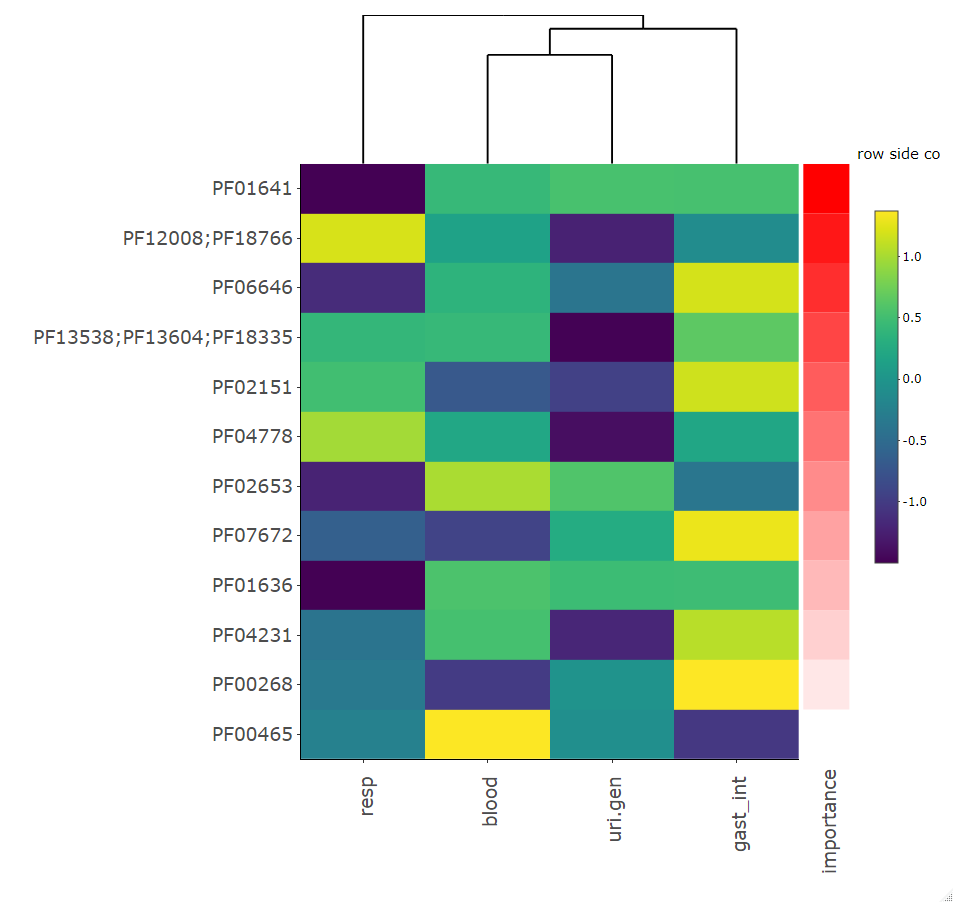 row side co
PF01641
PF12008;PF18766
PF06646
PF13538;PF13604;PF18335
PF02151
PF04778
PF02653
PF07672
PF01636
PF04231
PF00268
PF00465
1.0
0.5
0.0
-0.5
-1.0
resp
blood
uri.gen
gast_int
importance